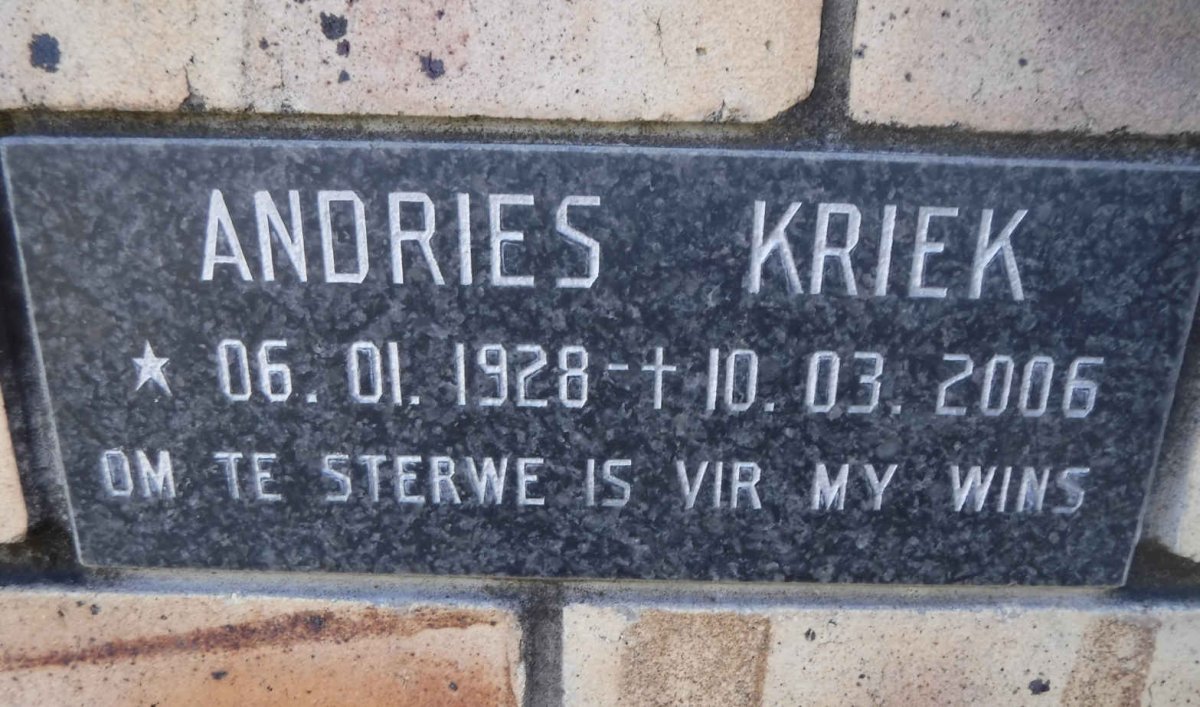 ANDRIES KRIEK
★ 06.01.1928-†10.03.2006
OM TE STERWE IS VIR MY WINS